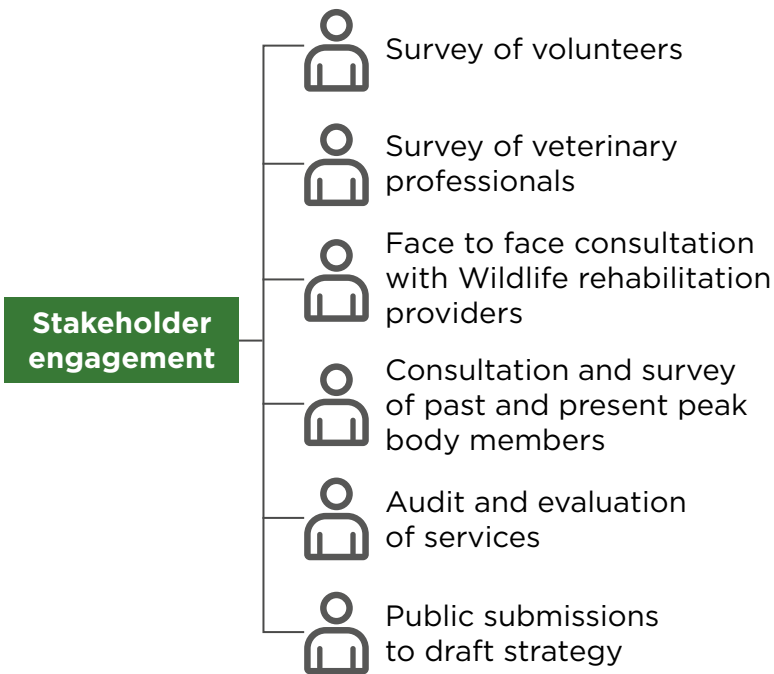 Survey of volunteers
Survey of veterinary
professionals
Face to face consultation
with Wildlife rehabilitation
providers
Stakeholder
engagement
Consultation and survey
of past and present peak
body members
Audit and evaluation
of services
Public submissions
to draft strategy